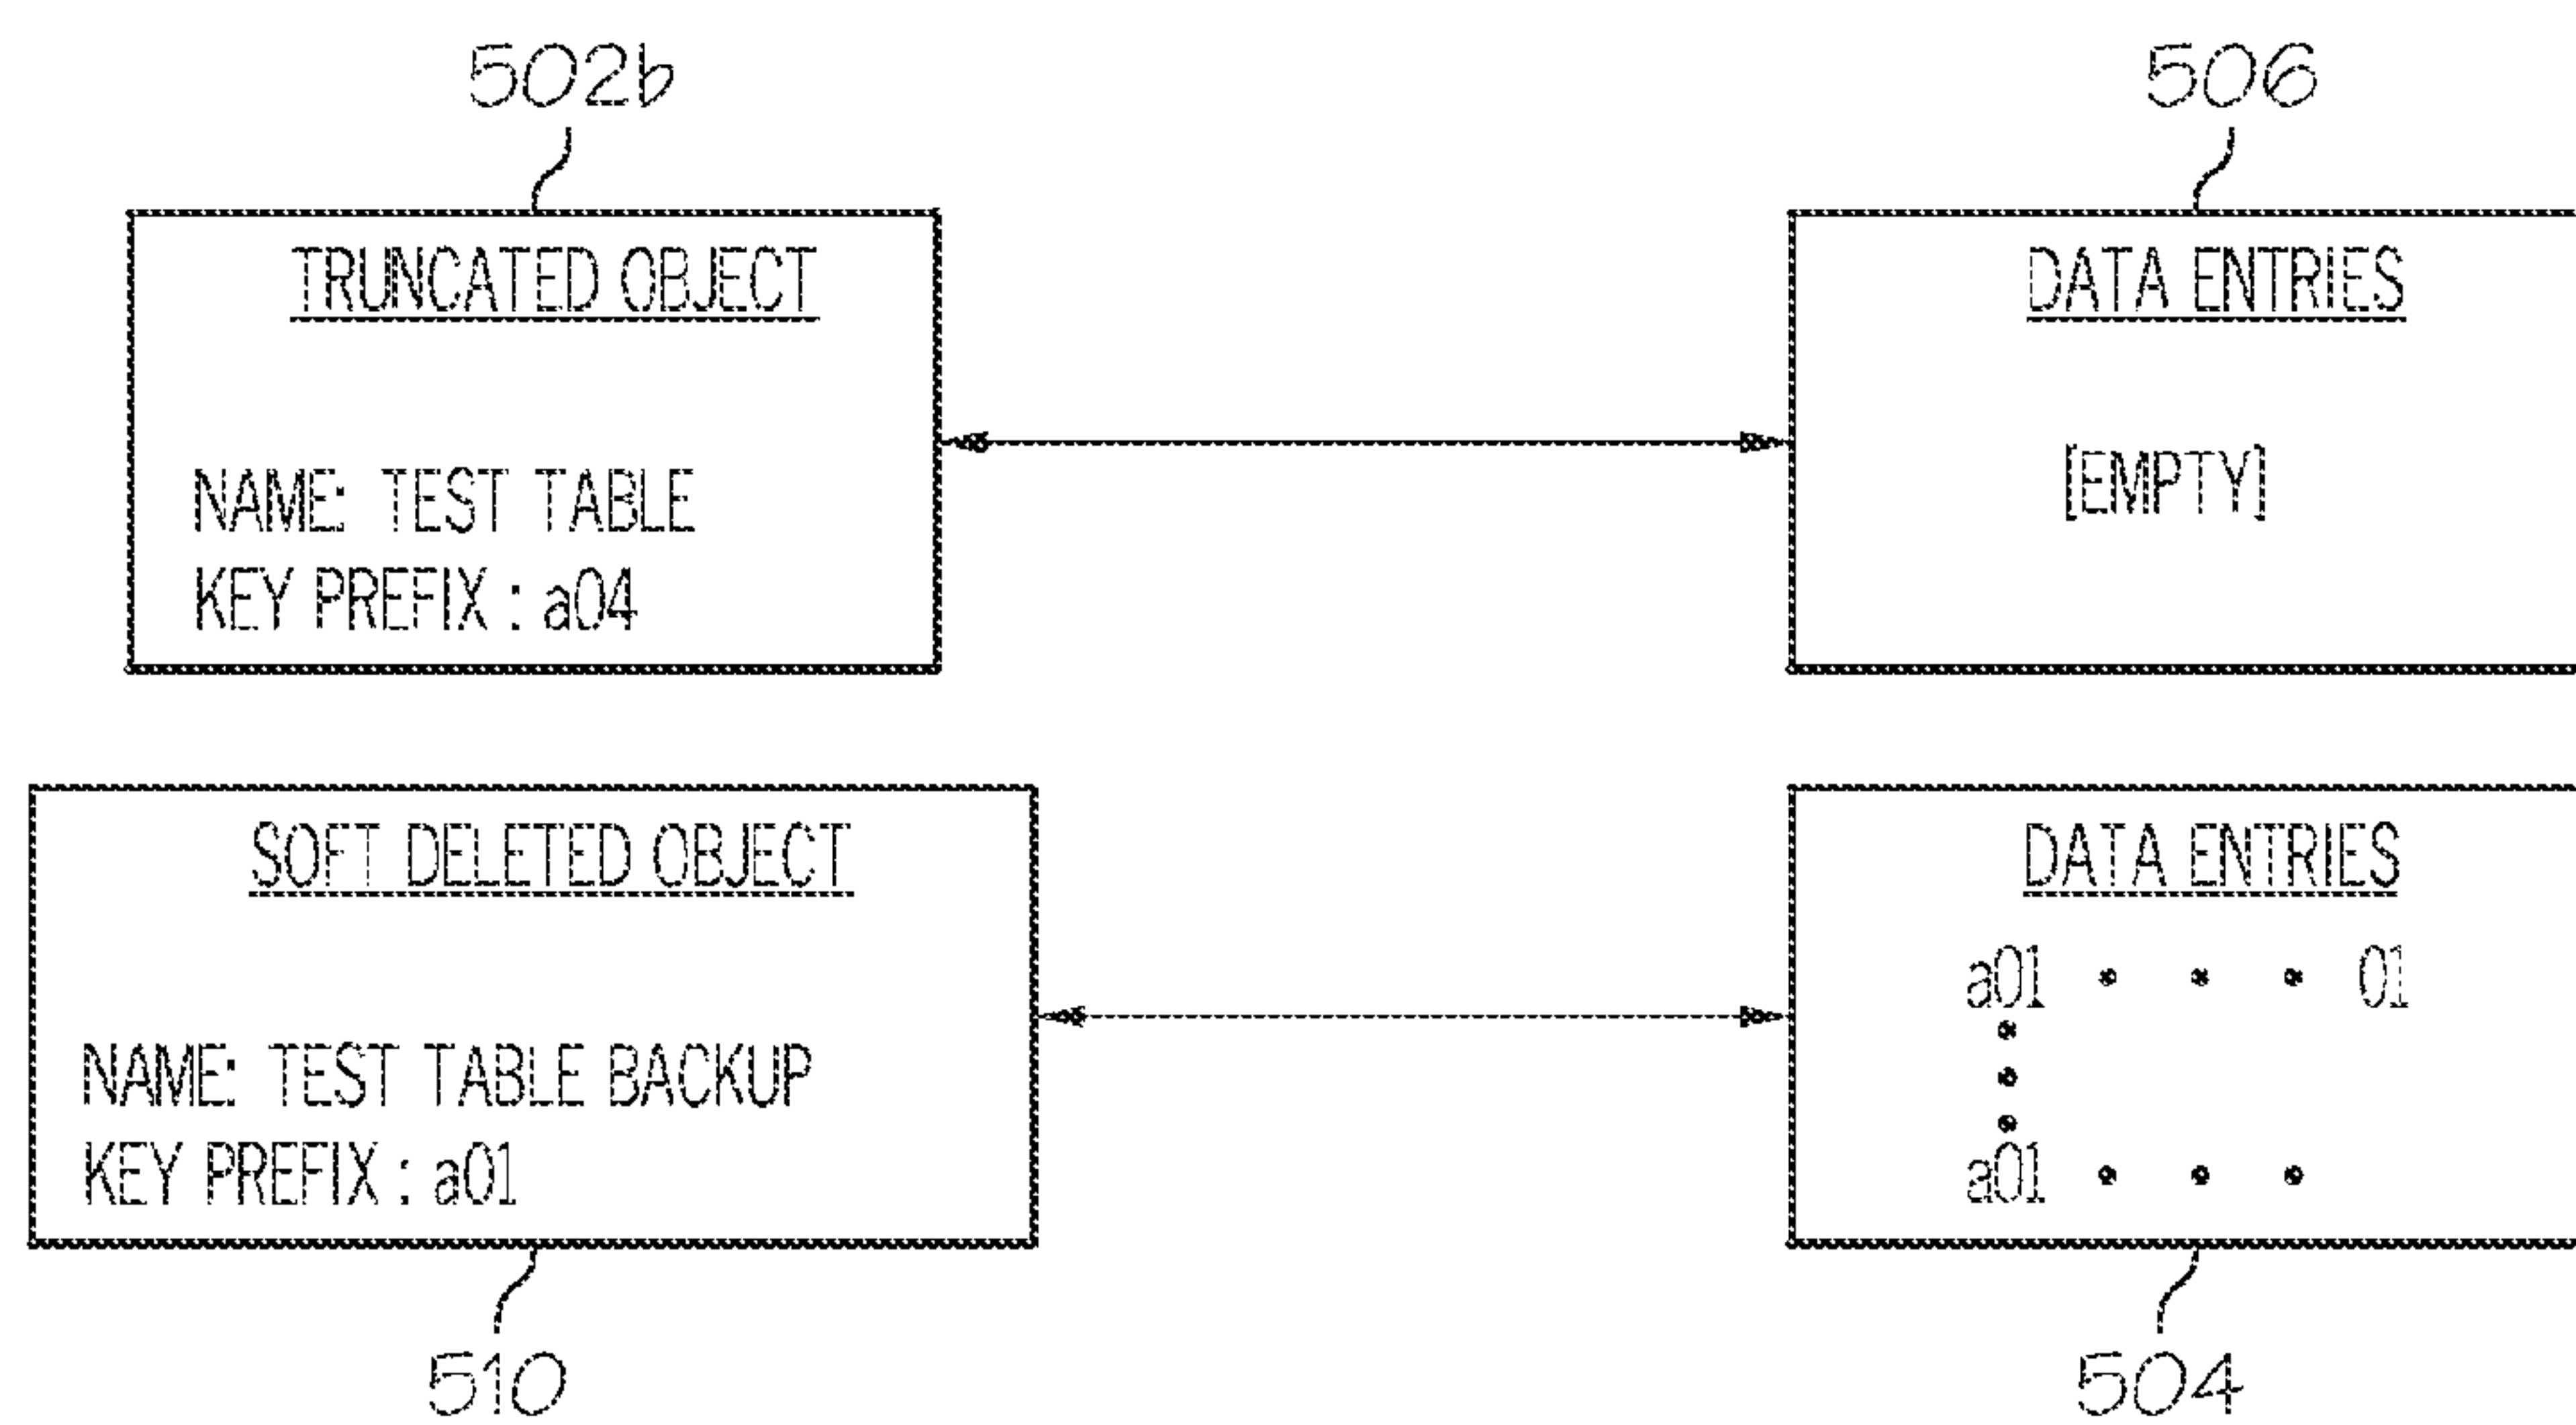 502b
506
TRUNCATED OBJECT
NAME: TEST TABLE
KEY PREFIX : a04
DATA ENTRIES
[EMPTY]
SOFT DELETED OBJECT
NAME: TEST TABLE BACKUP
KEY PREFIX : a01
DATA ENTRIES
a01 • • • 01
•
•
•
a01 • • •
510
504